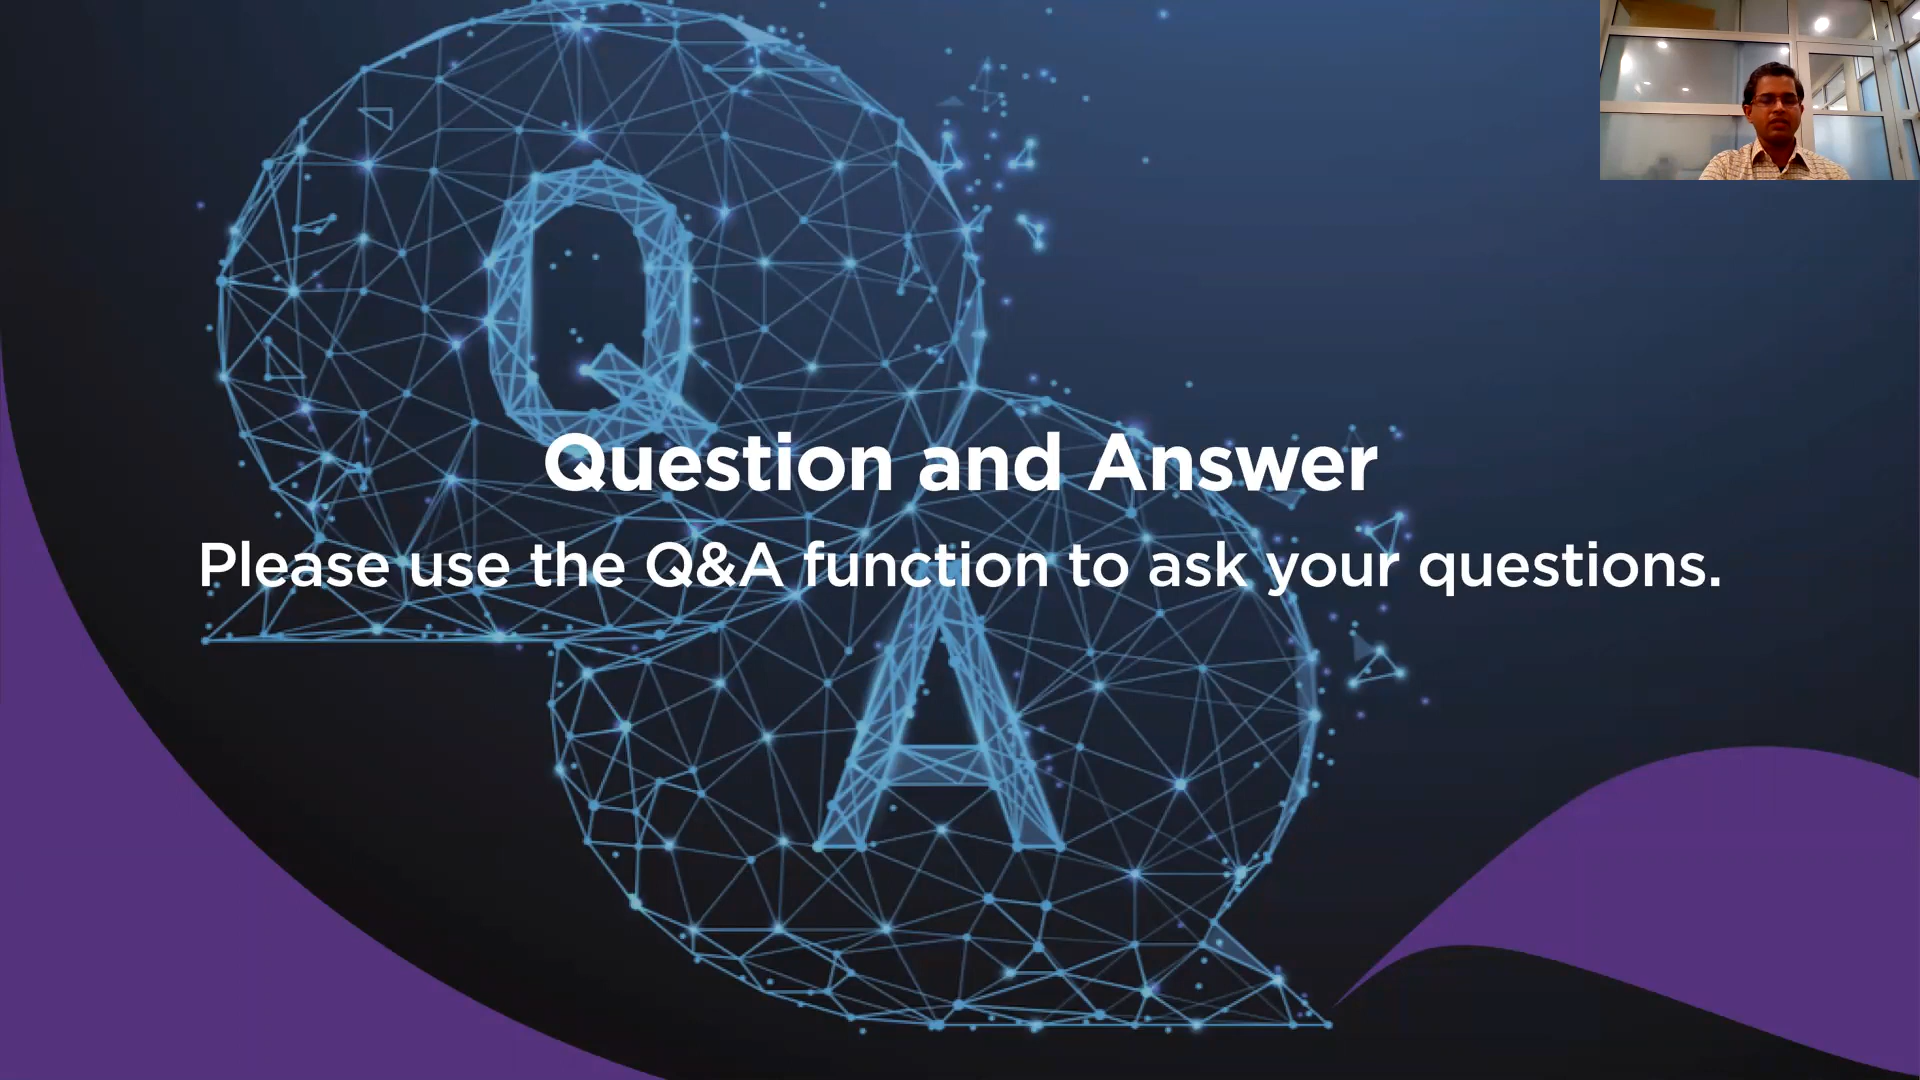 Q
Question and Answer
Please use the Q&A function to ask your questions.
A